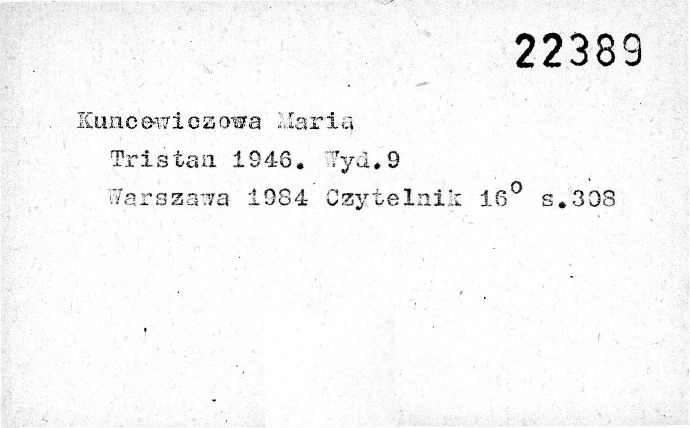 22389
Kuncewiczowa Maria
Tristan 1946. Wyd.9
Warszawa 1984 Czytelnik 16° s.308